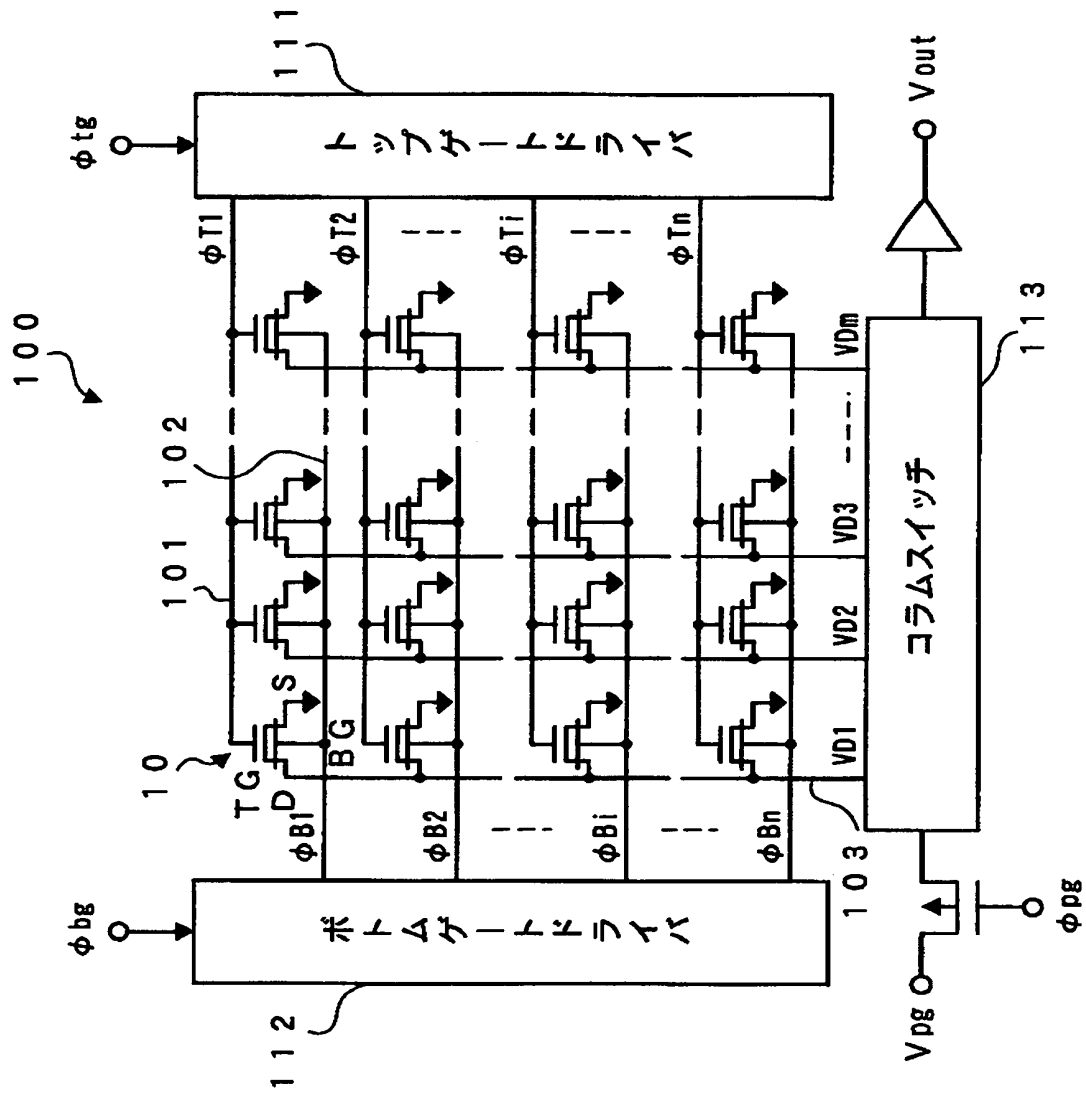 100
φtg
φbg
111
トップゲートドライバ
112
ボトムゲートドライバ
101
102
10
TG
D
S
BG
φT1
φT2
φTi
φTn
φB1
φB2
φBi
φBn
VD1
VD2
VD3
VDm
103
コラムスイッチ
113
Vout
Vpg
φpg